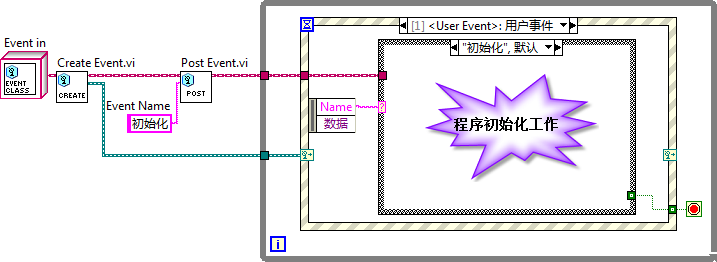 Event in
EVENT
CLASS
Create Event.vi
CREATE
Post Event.vi
POST
Event Name
初始化
[1] <User Event>: 用户事件
"初始化", 默认
Name
数据
?
程序初始化工作
i